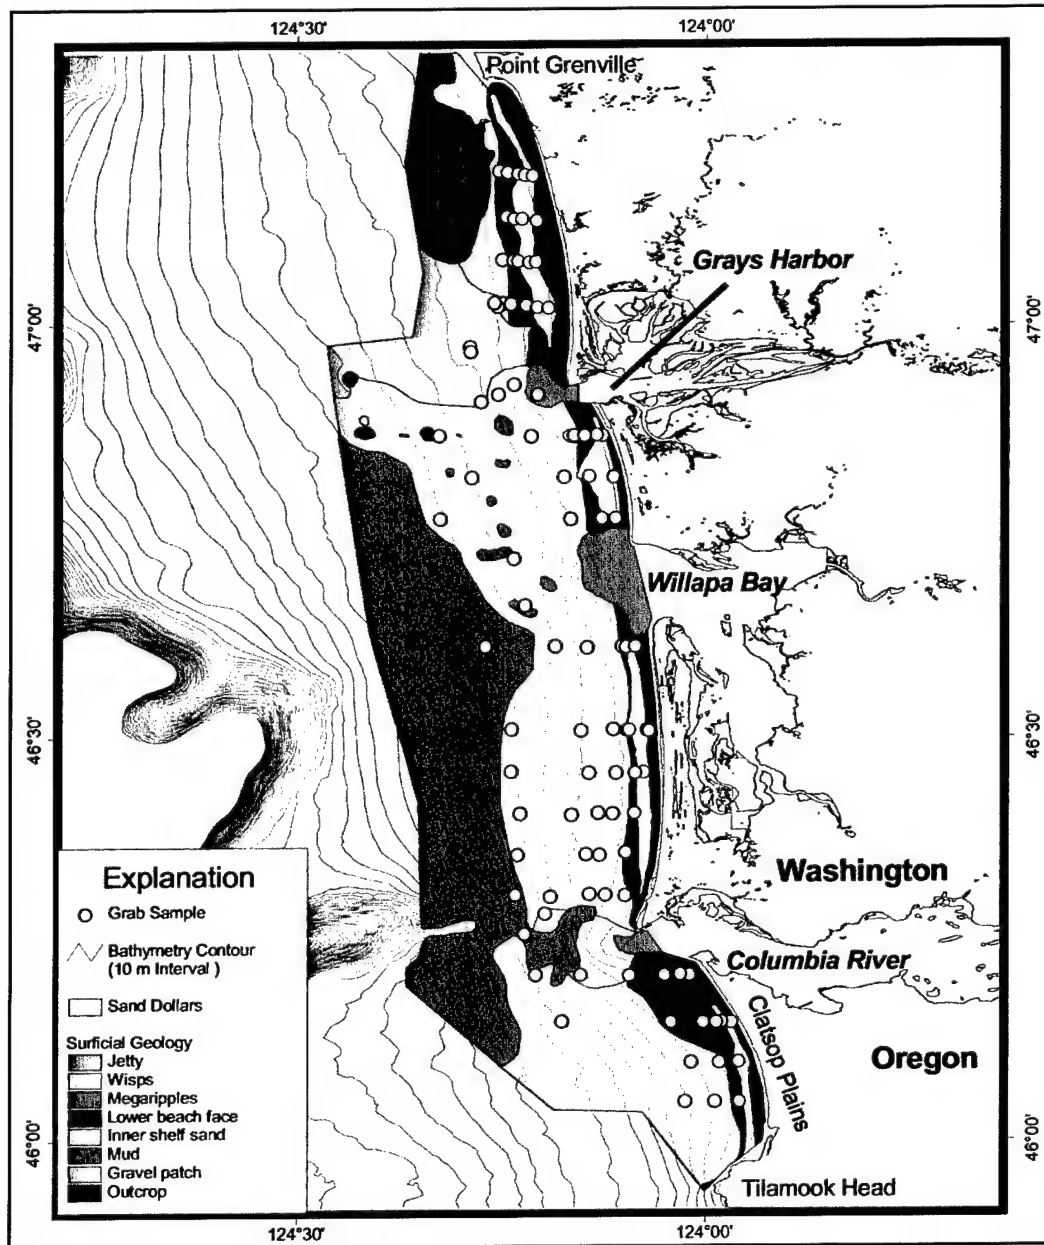 124°30'
124°00'
Point Grenville
Grays Harbor
47°00'
47°00'
Willapa Bay
46°30'
46°30'
Explanation
Grab Sample
Bathymetry Contour
(10 m Interval )
Sand Dollars
Surficial Geology
Jetty
Wisps
Megaripples
Lower beach face
Inner shelf sand
Mud
Gravel patch
Outcrop
Washington
Columbia River
Clatsop Plains
Oregon
46°00'
46°00'
Tilamook Head
124°30'
124°00'